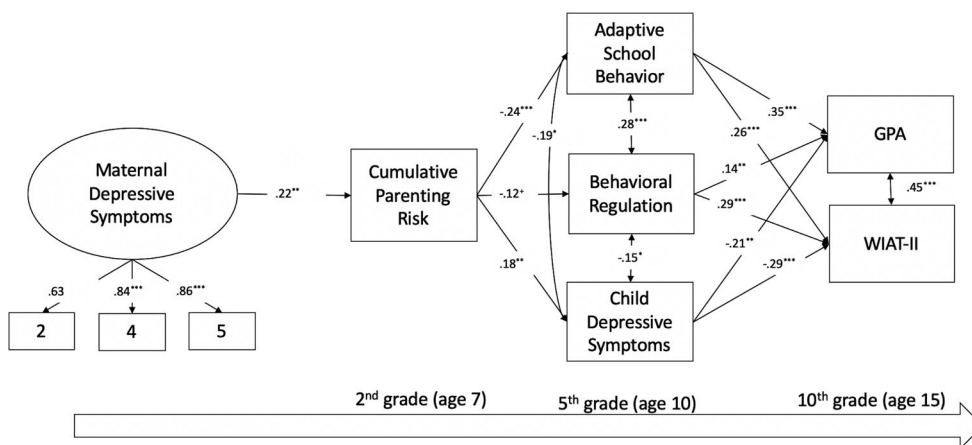 Adaptive
School
Behavior
-.24***
-.19*
.35***
.28***
.26***
GPA
Maternal
Depressive
Symptoms
.22**
Cumulative
Parenting
Risk
-.12⁺
Behavioral
Regulation
.14**
.29***
.45***
WIAT-II
.18**
-.15*
-.21**
-.29***
.63
.84***
.86***
2
4
5
Child
Depressive
Symptoms
2ⁿᵈ grade (age 7)
5ᵗʰ grade (age 10)
10ᵗʰ grade (age 15)